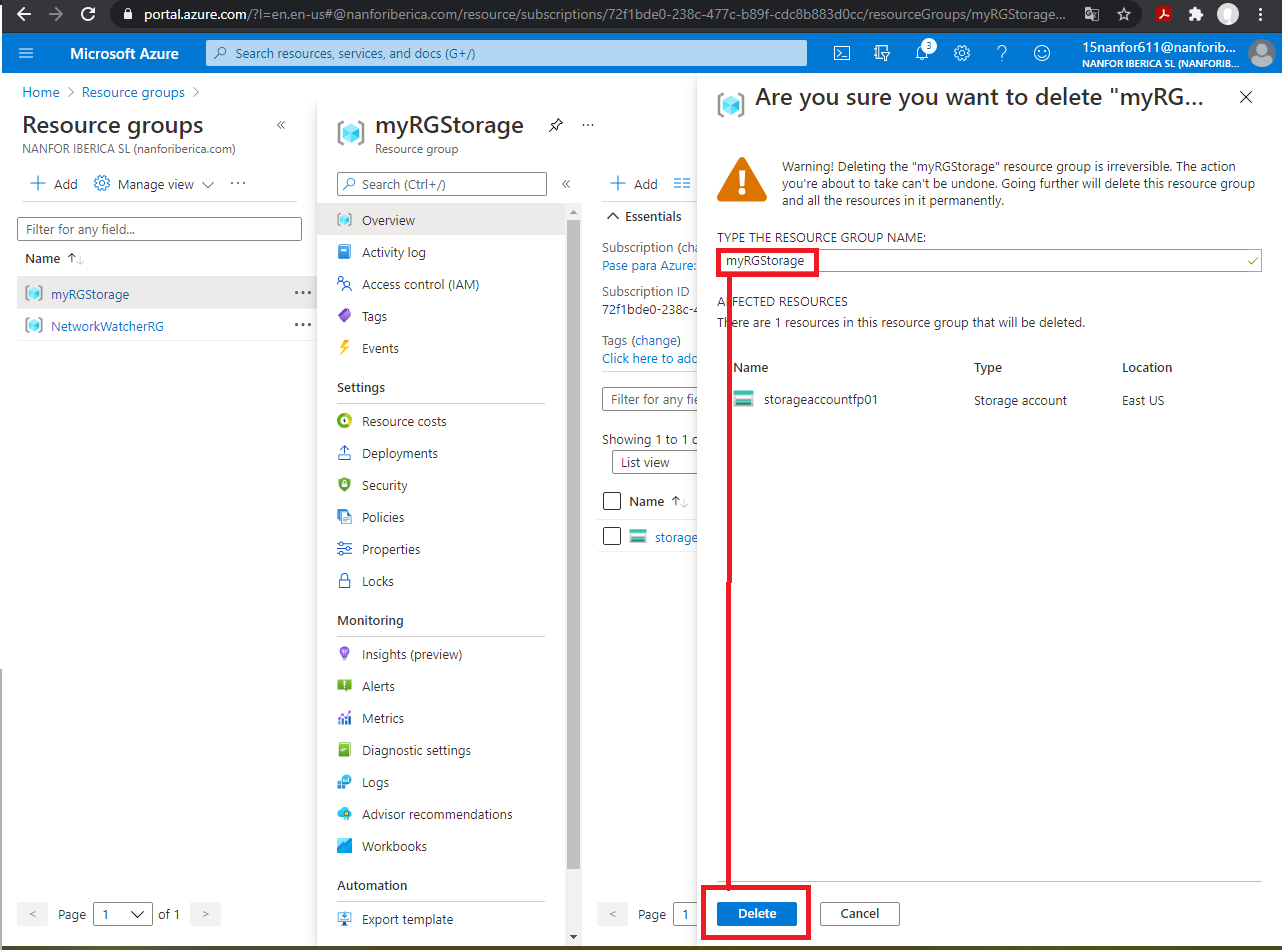 portal.azure.com/?l=en.en-us#@nanforiberica.com/resource/subscriptions/72f1bde0-238c-477c-b89f-cdc8b883d0cc/resourceGroups/myRGStorage...
Microsoft Azure
Search resources, services, and docs (G+/)
3
15nanfor611@nanforib...
NANFOR IBERICA SL (NANFORIB...
Home > Resource groups >
Resource groups
NANFOR IBERICA SL (nanforiberica.com)
Add
Manage view
Filter for any field...
Name
myRGStorage
NetworkWatcherRG
< Page 1 of 1 >
myRGStorage
Resource group
Search (Ctrl+/)
Overview
Activity log
Access control (IAM)
Tags
Events
Settings
Resource costs
Deployments
Security
Policies
Properties
Locks
Monitoring
Insights (preview)
Alerts
Metrics
Diagnostic settings
Logs
Advisor recommendations
Workbooks
Automation
Export template
Add
Essentials
Subscription (cha
Pase para Azure:
Subscription ID
72f1bde0-238c-4
Tags (change)
Click here to add
Filter for any fie
Showing 1 to 1 o
List view
Name
storage
< Page 1
Are you sure you want to delete "myRG...
Warning! Deleting the "myRGStorage" resource group is irreversible. The action
you're about to take can't be undone. Going further will delete this resource group
and all the resources in it permanently.
TYPE THE RESOURCE GROUP NAME:
myRGStorage
AFFECTED RESOURCES
There are 1 resources in this resource group that will be deleted.
Name Type Location
storageaccountfp01 Storage account East US
Delete
Cancel